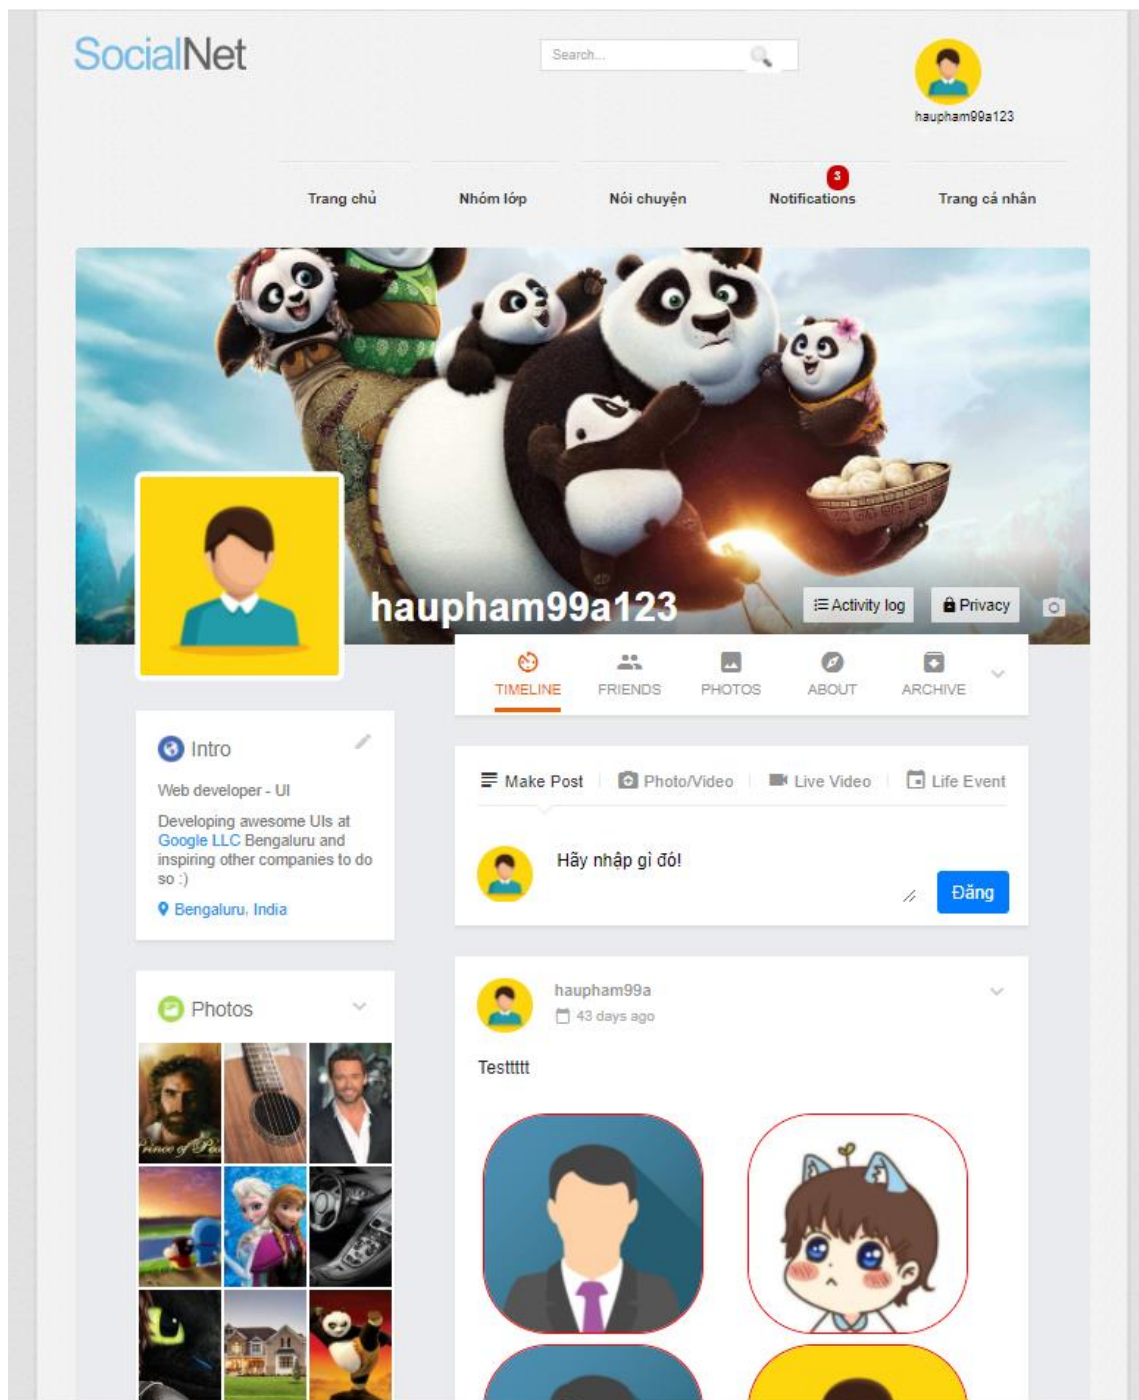 SocialNet
Search...
haupham99a123
Trang chủ
Nhóm lớp
Nói chuyện
3
Notifications
Trang cá nhân
haupham99a123
Activity log
Privacy
TIMELINE
FRIENDS
PHOTOS
ABOUT
ARCHIVE
Intro
Web developer - UI
Developing awesome UIs at
Google LLC Bengaluru and
inspiring other companies to do
so :)
Bengaluru, India
Make Post
Photo/Video
Live Video
Life Event
Hãy nhập gì đó!
Đăng
Photos
haupham99a
43 days ago
Testtttt